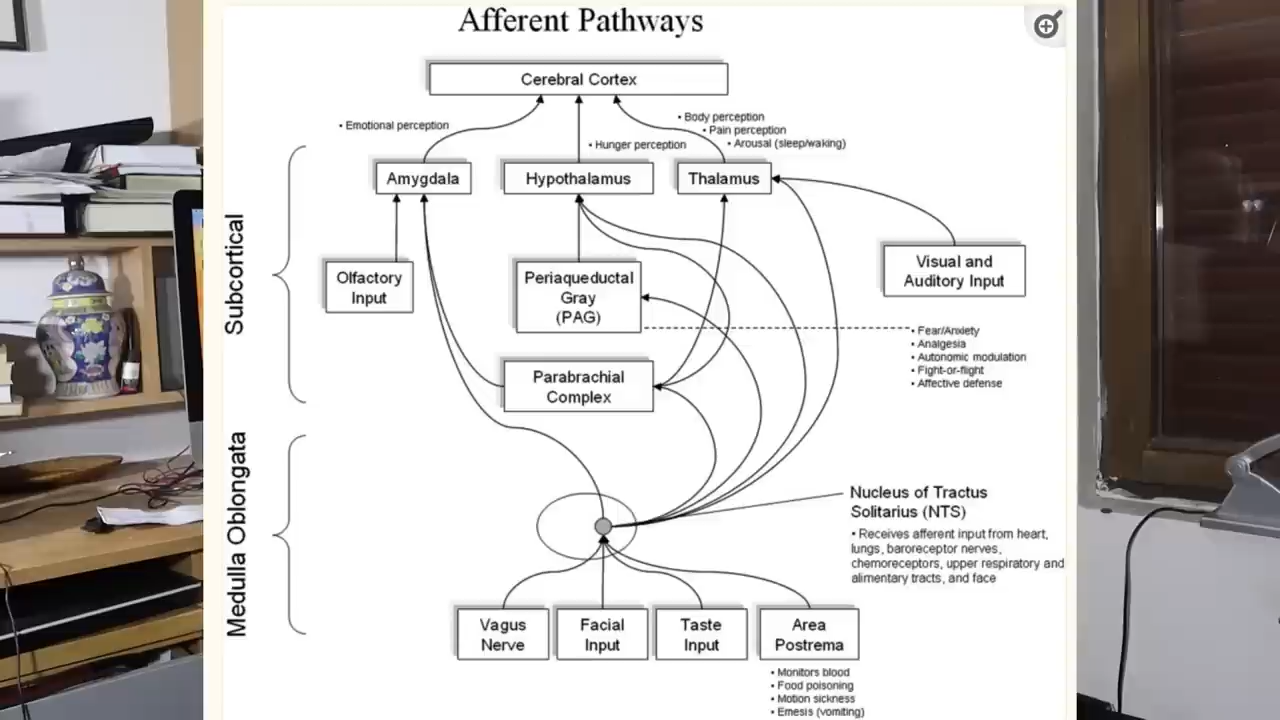 Afferent Pathways
Cerebral Cortex
• Emotional perception
• Hunger perception
• Body perception
• Pain perception
• Arousal (sleep/waking)
Subcortical
Amygdala
Hypothalamus
Thalamus
Olfactory
Input
Periaqueductal
Gray
(PAG)
Visual and
Auditory Input
• Fear/Anxiety
• Analgesia
• Autonomic modulation
• Fight-or-flight
• Affective defense
Parabrachial
Complex
Medulla Oblongata
Nucleus of Tractus
Solitarius (NTS)
• Receives afferent input from heart,
lungs, baroreceptor nerves,
chemoreceptors, upper respiratory and
alimentary tracts, and face
Vagus
Nerve
Facial
Input
Taste
Input
Area
Postrema
• Monitors blood
• Food poisoning
• Motion sickness
• Emesis (vomiting)